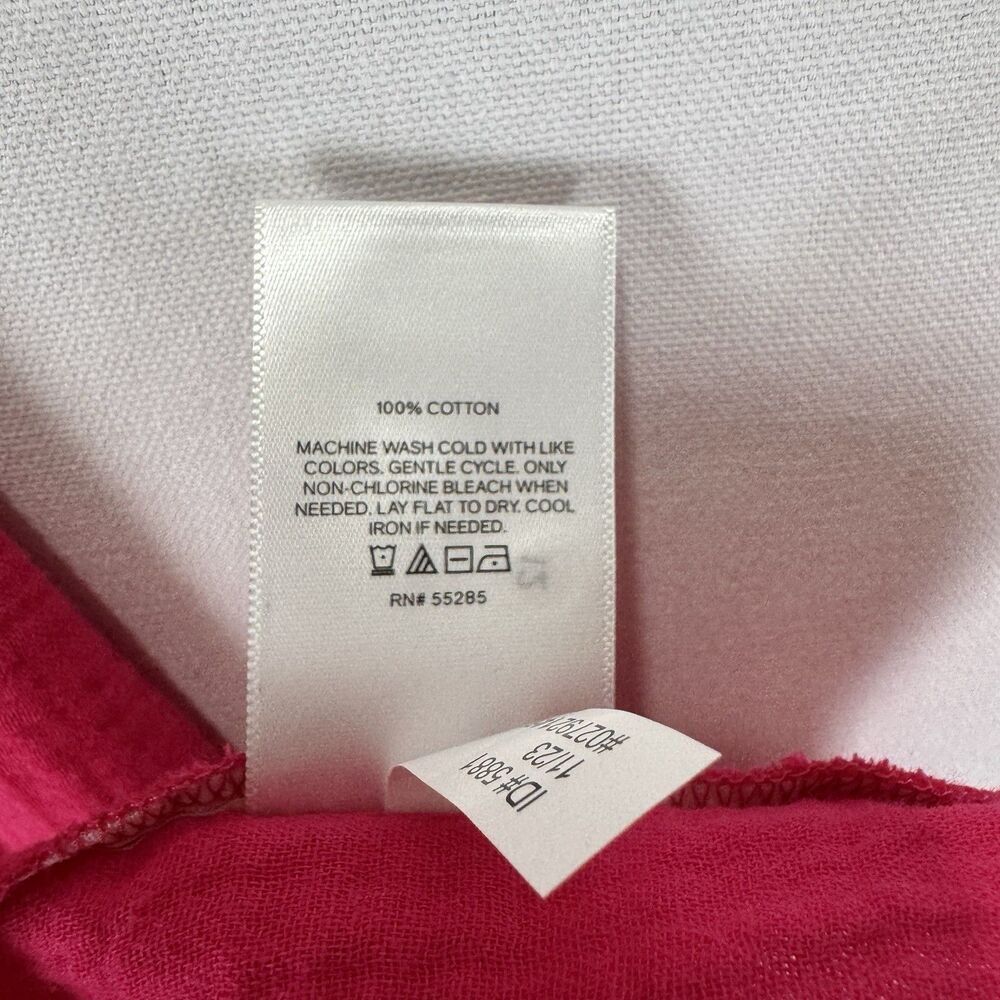 100% COTTON
MACHINE WASH COLD WITH LIKE
COLORS. GENTLE CYCLE. ONLY
NON-CHLORINE BLEACH WHEN
NEEDED. LAY FLAT TO DRY. COOL
IRON IF NEEDED.
RN# 55285
ID#5881
11/23